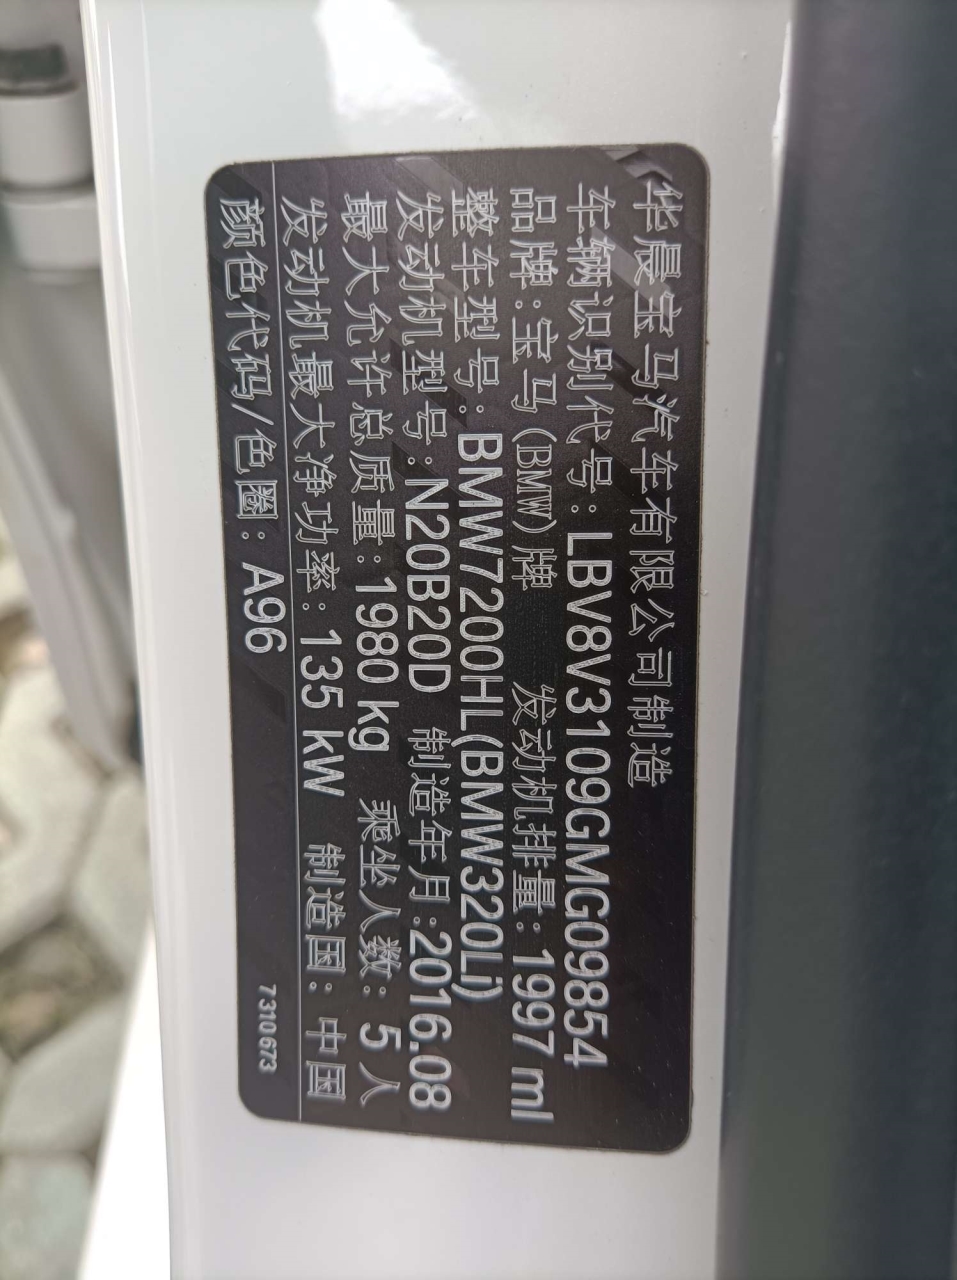 华晨宝马汽车有限公司制造
车辆识别代号:LBV8V3109GMG09854
品牌:宝马(BMW)牌 发动机排量:1997 ml
整车型号:BMW7200HL(BMW320Li)
发动机型号:N20B20D 制造年月:2016.08
最大允许总质量:1980 kg 乘坐人数:5人
发动机最大净功率:135 kW 制造国:中国
颜色代码/色圈:A96
7310673